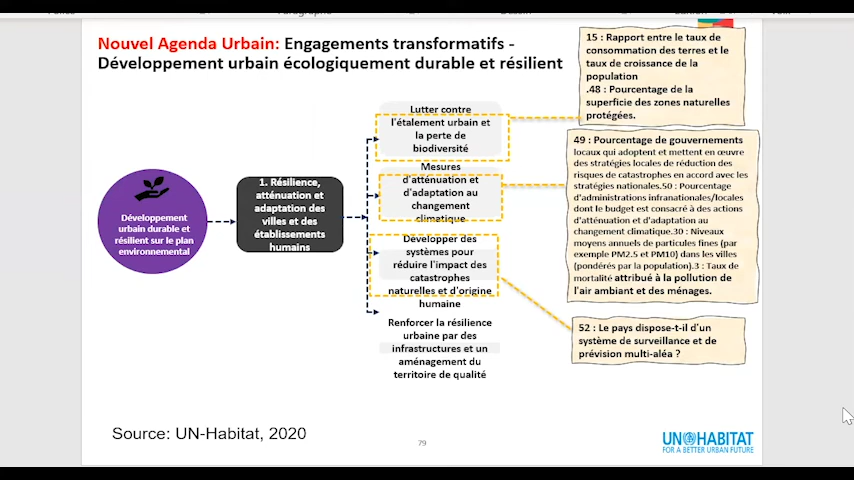 Nouvel Agenda Urbain: Engagements transformatifs -
Développement urbain écologiquement durable et résilient
Développement
urbain durable et
résilient sur le plan
environnemental
1. Résilience,
atténuation et
adaptation des
villes et des
établissements
humains
Lutter contre
l'étalement urbain et
la perte de
biodiversité
Mesures
d'atténuation et
d'adaptation au
changement
climatique
Développer des
systèmes pour
réduire l'impact des
catastrophes
naturelles et d'origine
humaine
Renforcer la résilience
urbaine par des
infrastructures et un
aménagement du
territoire de qualité
15 : Rapport entre le taux de
consommation des terres et le
taux de croissance de la
population
.48 : Pourcentage de la
superficie des zones naturelles
protégées.
49 : Pourcentage de gouvernements
locaux qui adoptent et mettent en œuvre
des stratégies locales de réduction des
risques de catastrophes en accord avec les
stratégies nationales.50 : Pourcentage
d'administrations infranationales/locales
dont le budget est consacré à des actions
d'atténuation et d'adaptation au
changement climatique.30 : Niveaux
moyens annuels de particules fines (par
exemple PM2.5 et PM10) dans les villes
(pondérés par la population).3 : Taux de
mortalité attribué à la pollution de
l'air ambiant et des ménages.
52 : Le pays dispose-t-il d'un
système de surveillance et de
prévision multi-aléa ?
Source: UN-Habitat, 2020
79
UN HABITAT
FOR A BETTER URBAN FUTURE